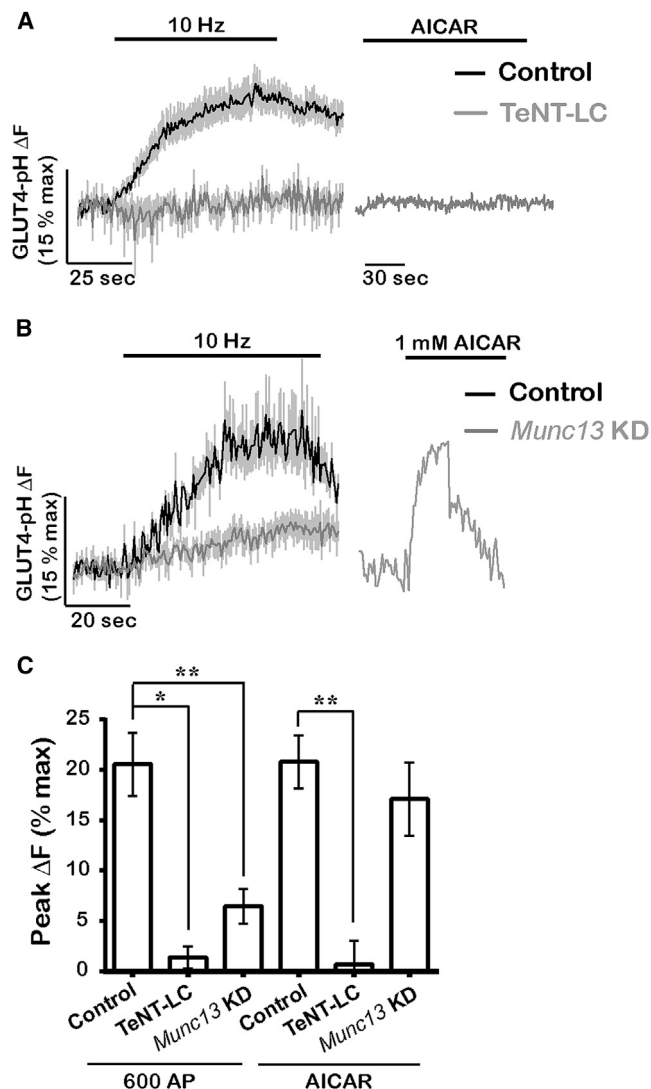 A
10 Hz
AICAR
Control
TeNT-LC
GLUT4-pH ΔF
(15 % max)
25 sec
30 sec
B
10 Hz
1 mM AICAR
Control
Munc13 KD
GLUT4-pH ΔF
(15 % max)
20 sec
C
**
*
**
Peak ΔF (% max)
25
20
15
10
5
0
Control
TeNT-LC
Munc13 KD
Control
TeNT-LC
Munc13 KD
600 AP
AICAR